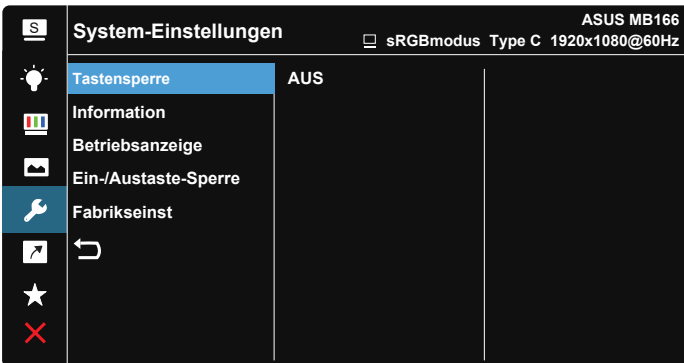 S
System-Einstellungen
ASUS MB166
sRGBmodus Type C 1920x1080@60Hz
Tastensperre AUS
Information
Betriebsanzeige
Ein-/Austaste-Sperre
Fabrikseinst